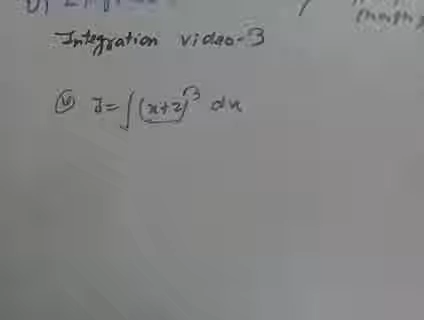 Integration video-3
(v) I = ∫ (x+2)³ dx